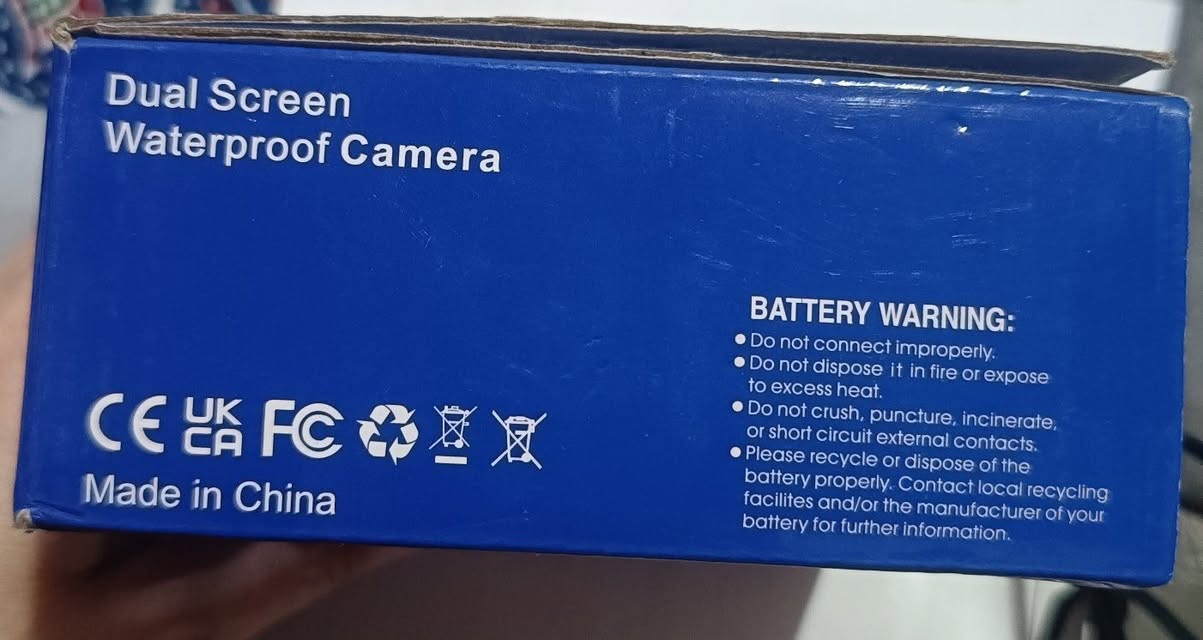 Dual Screen
Waterproof Camera
BATTERY WARNING:
● Do not connect improperly.
● Do not dispose it in fire or expose
to excess heat.
● Do not crush, puncture, incinerate,
or short circuit external contacts.
● Please recycle or dispose of the
battery properly. Contact local recycling
facilites and/or the manufacturer of your
battery for further information.
CE UK CA FC
Made in China